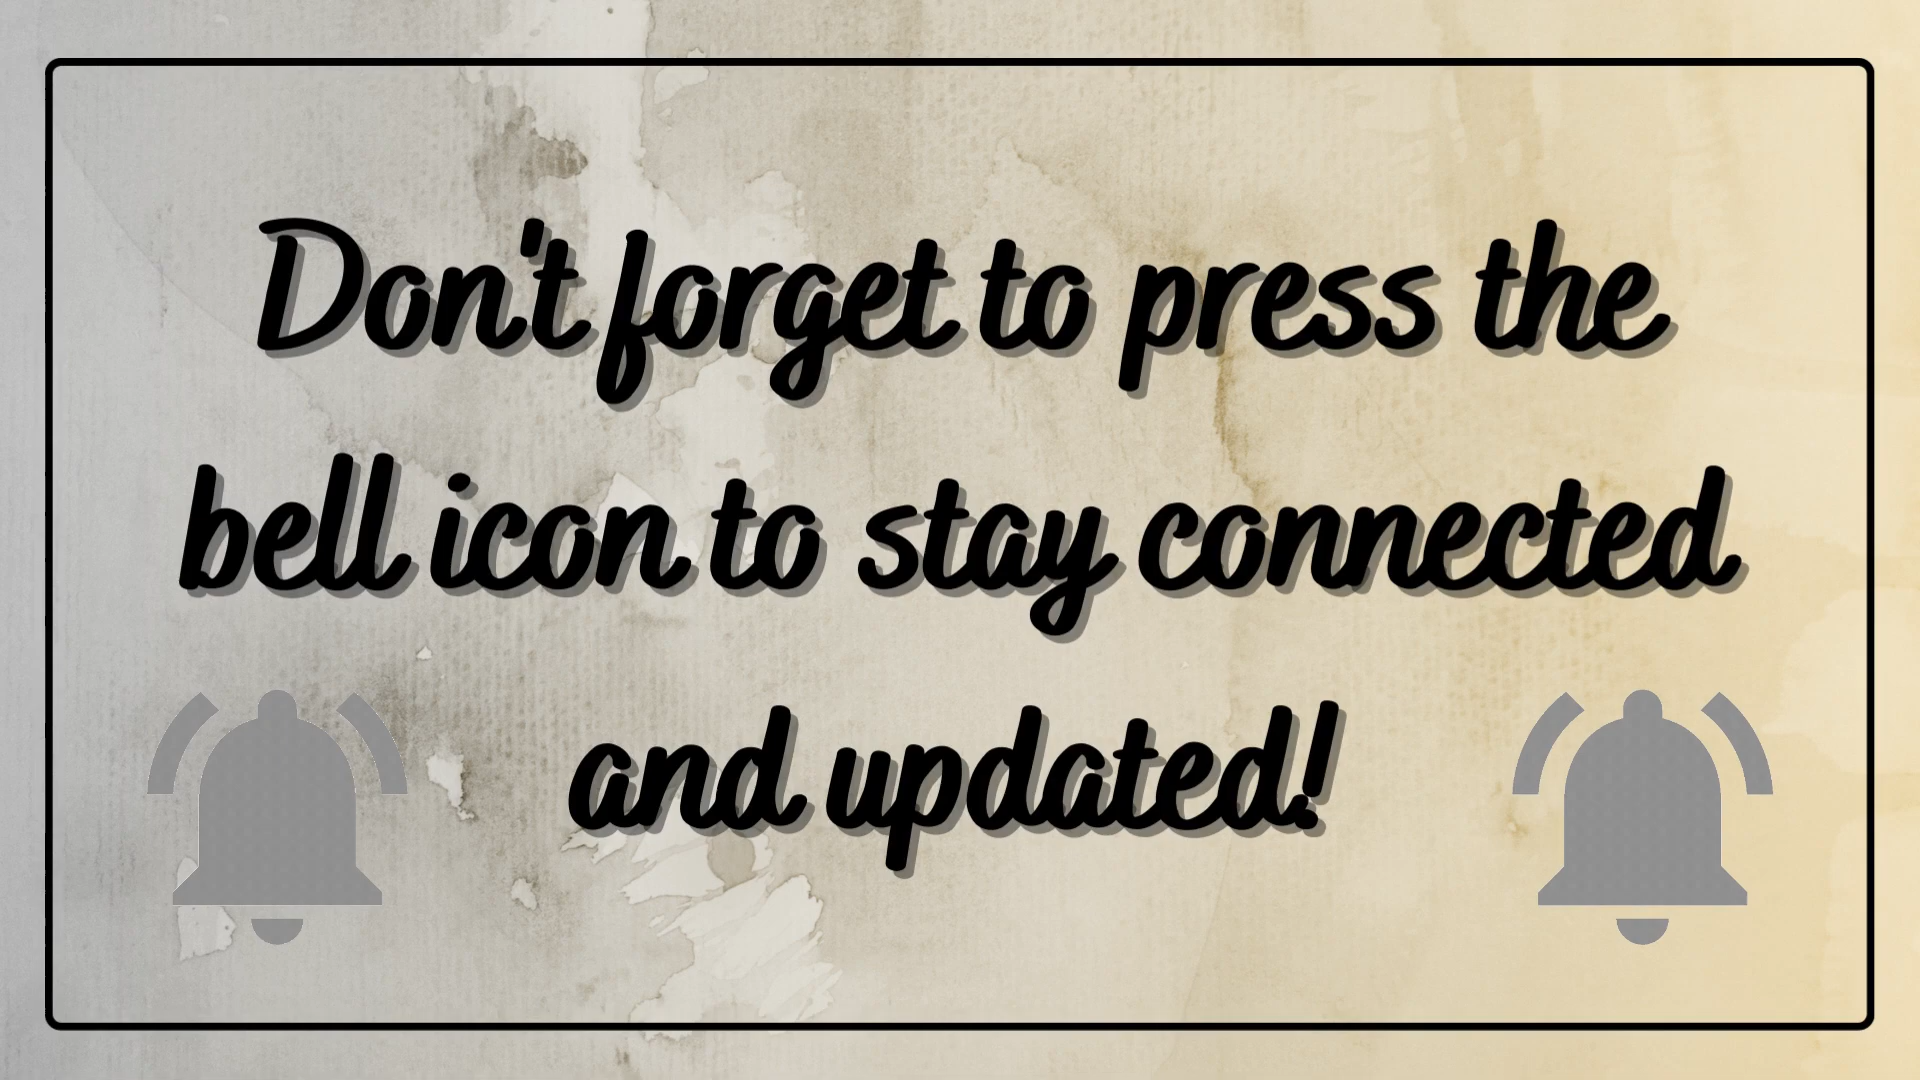 Don't forget to press the
bell icon to stay connected
and updated!